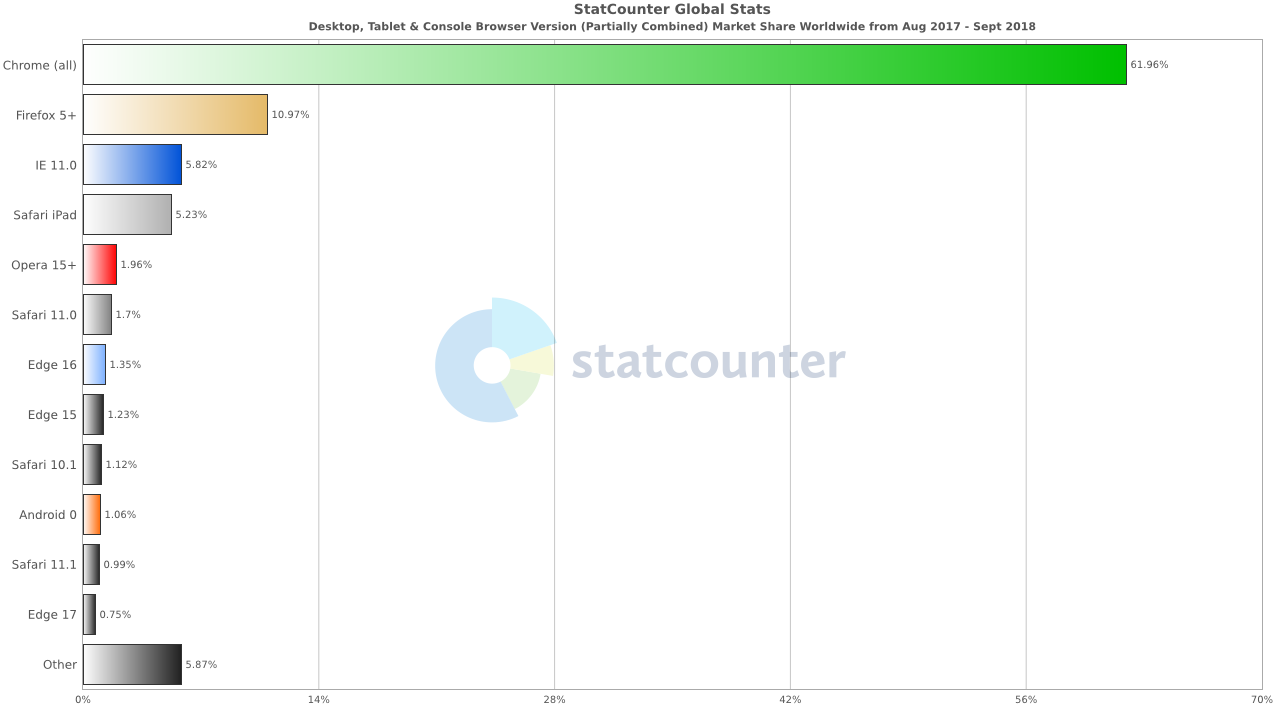 StatCounter Global Stats
Desktop, Tablet & Console Browser Version (Partially Combined) Market Share Worldwide from Aug 2017 - Sept 2018
Chrome (all) 61.96%
Firefox 5+ 10.97%
IE 11.0 5.82%
Safari iPad 5.23%
Opera 15+ 1.96%
Safari 11.0 1.7%
Edge 16 1.35%
statcounter
Edge 15 1.23%
Safari 10.1 1.12%
Android 0 1.06%
Safari 11.1 0.99%
Edge 17 0.75%
Other 5.87%
0% 14% 28% 42% 56% 70%